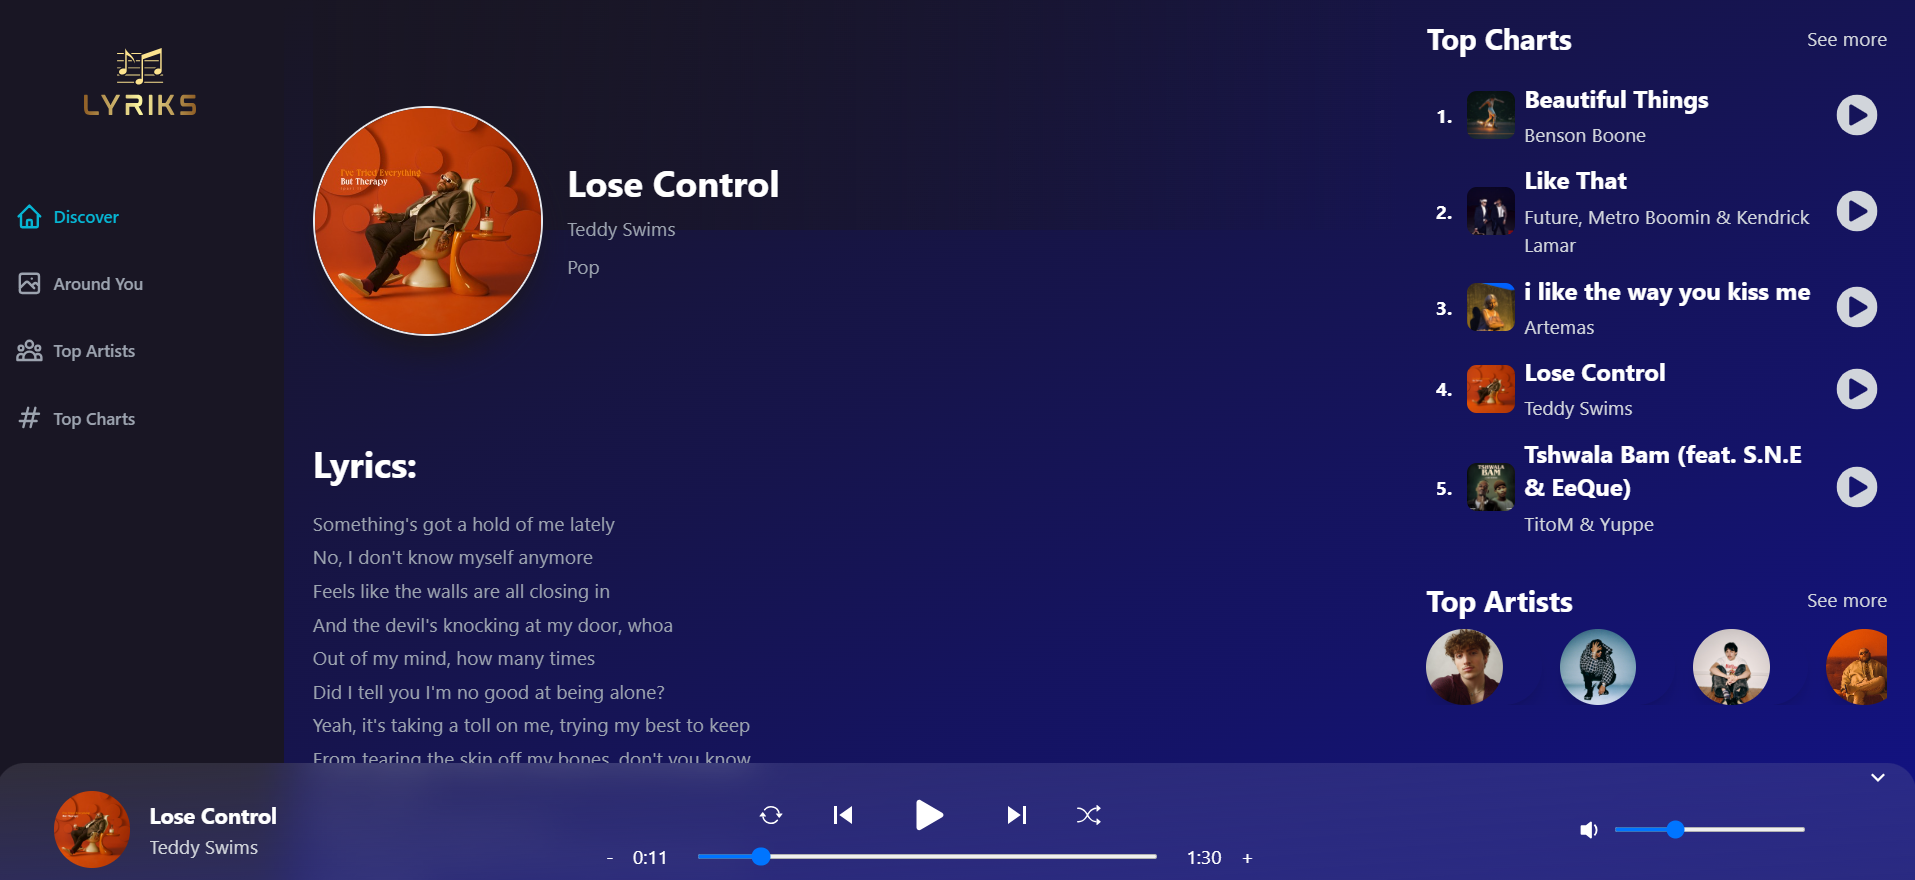 LYRIKS
Discover
Around You
Top Artists
Top Charts
I've Tried Everything
But Therapy
Lose Control
Teddy Swims
Pop
Lyrics:
Something's got a hold of me lately
No, I don't know myself anymore
Feels like the walls are all closing in
And the devil's knocking at my door, whoa
Out of my mind, how many times
Did I tell you I'm no good at being alone?
Yeah, it's taking a toll on me, trying my best to keep
From tearing the skin off my bones, don't you know
Top Charts
See more
1.
Beautiful Things
Benson Boone
2.
Like That
Future, Metro Boomin & Kendrick
Lamar
3.
i like the way you kiss me
Artemas
4.
Lose Control
Teddy Swims
5.
TSHWALA
BAM
Tshwala Bam (feat. S.N.E
& EeQue)
TitoM & Yuppe
Top Artists
See more
Lose Control
Teddy Swims
- 0:11
1:30 +